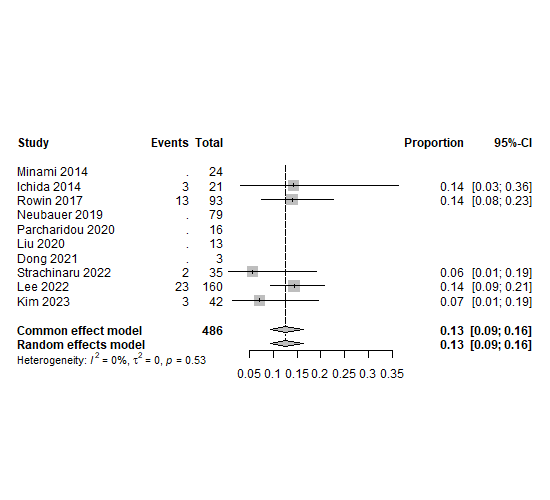 Study Events Total Proportion 95%-CI
Minami 2014 . 24
Ichida 2014 3 21 0.14 [0.03; 0.36]
Rowin 2017 13 93 0.14 [0.08; 0.23]
Neubauer 2019 . 79
Parcharidou 2020 . 16
Liu 2020 . 13
Dong 2021 . 3
Strachinaru 2022 2 35 0.06 [0.01; 0.19]
Lee 2022 23 160 0.14 [0.09; 0.21]
Kim 2023 3 42 0.07 [0.01; 0.19]
Common effect model 486 0.13 [0.09; 0.16]
Random effects model 0.13 [0.09; 0.16]
Heterogeneity: I² = 0%, τ² = 0, p = 0.53
0.05 0.1 0.15 0.2 0.25 0.3 0.35